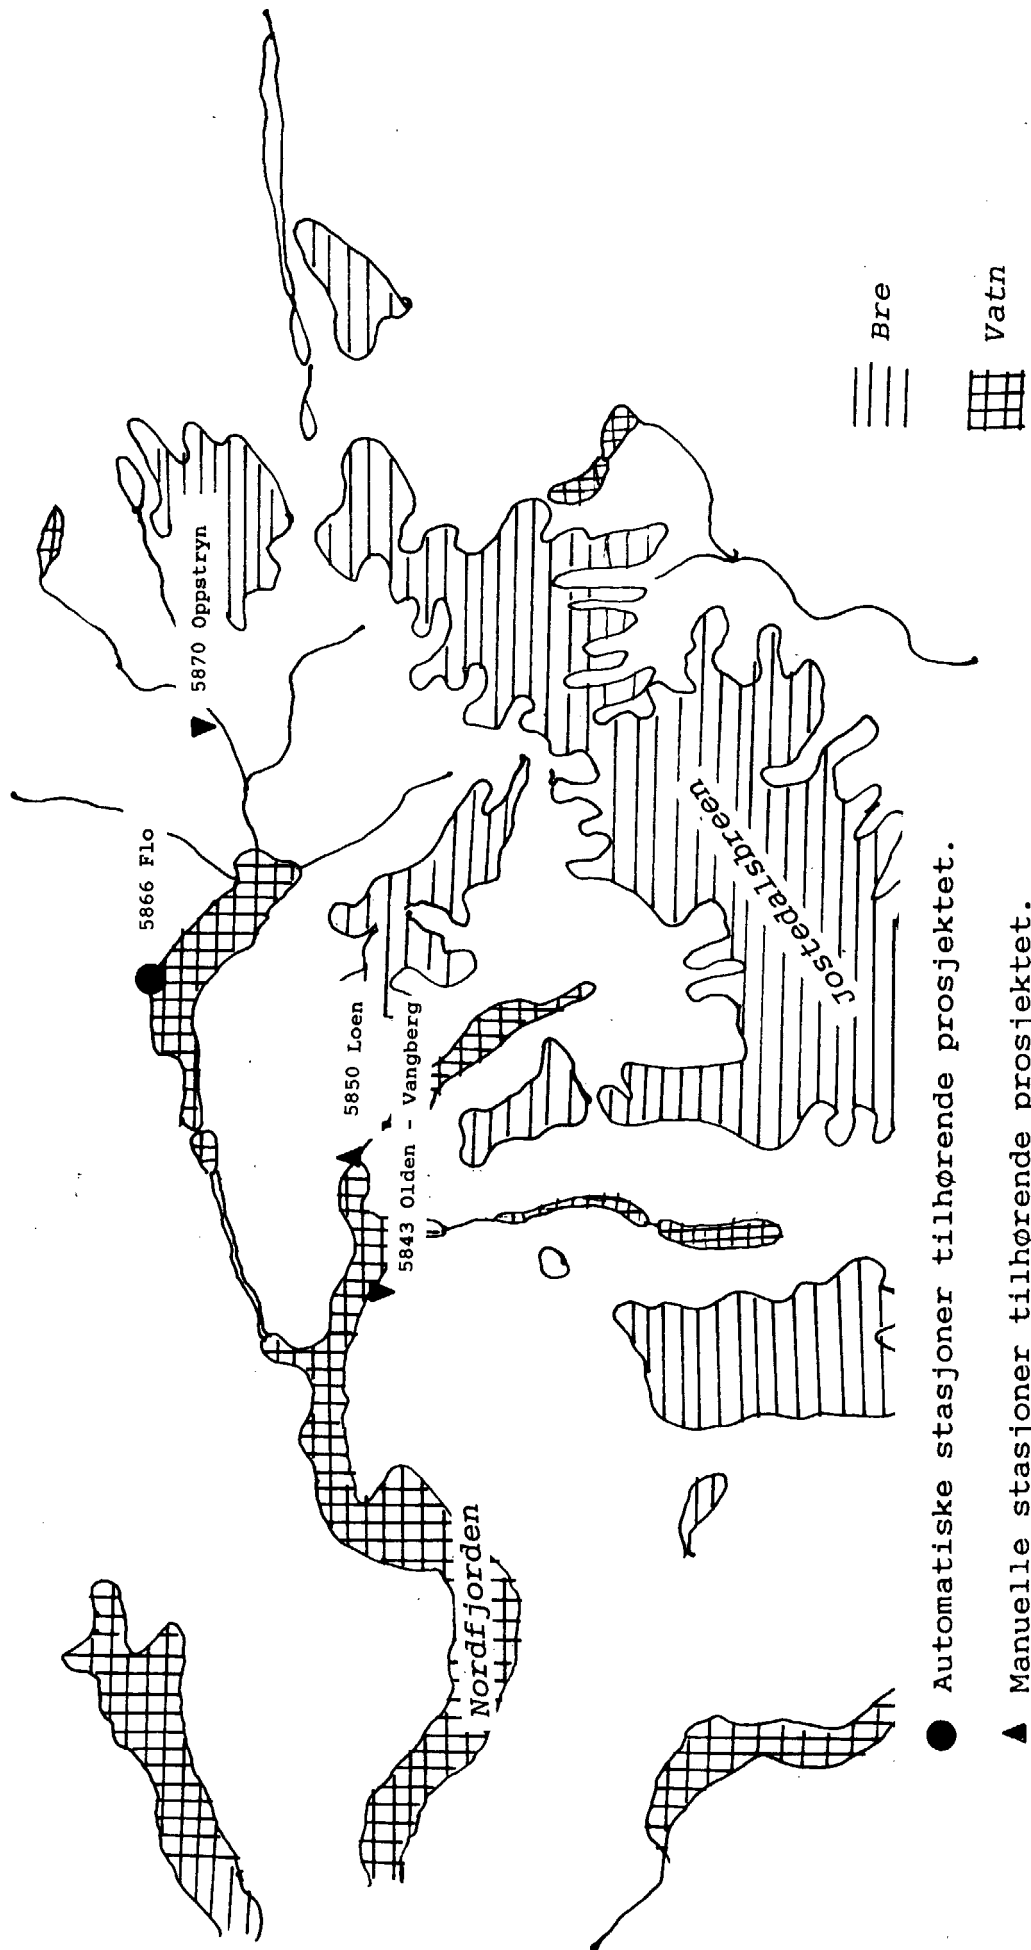 5870 Oppstryn
5866 Flo
5850 Loen
5843 Olden - Vangberg
Nordfjorden
Jostedalsbreen
Bre
Vatn
Automatiske stasjoner tilhørende prosjektet.
Manuelle stasjoner tilhørende prosjektet.